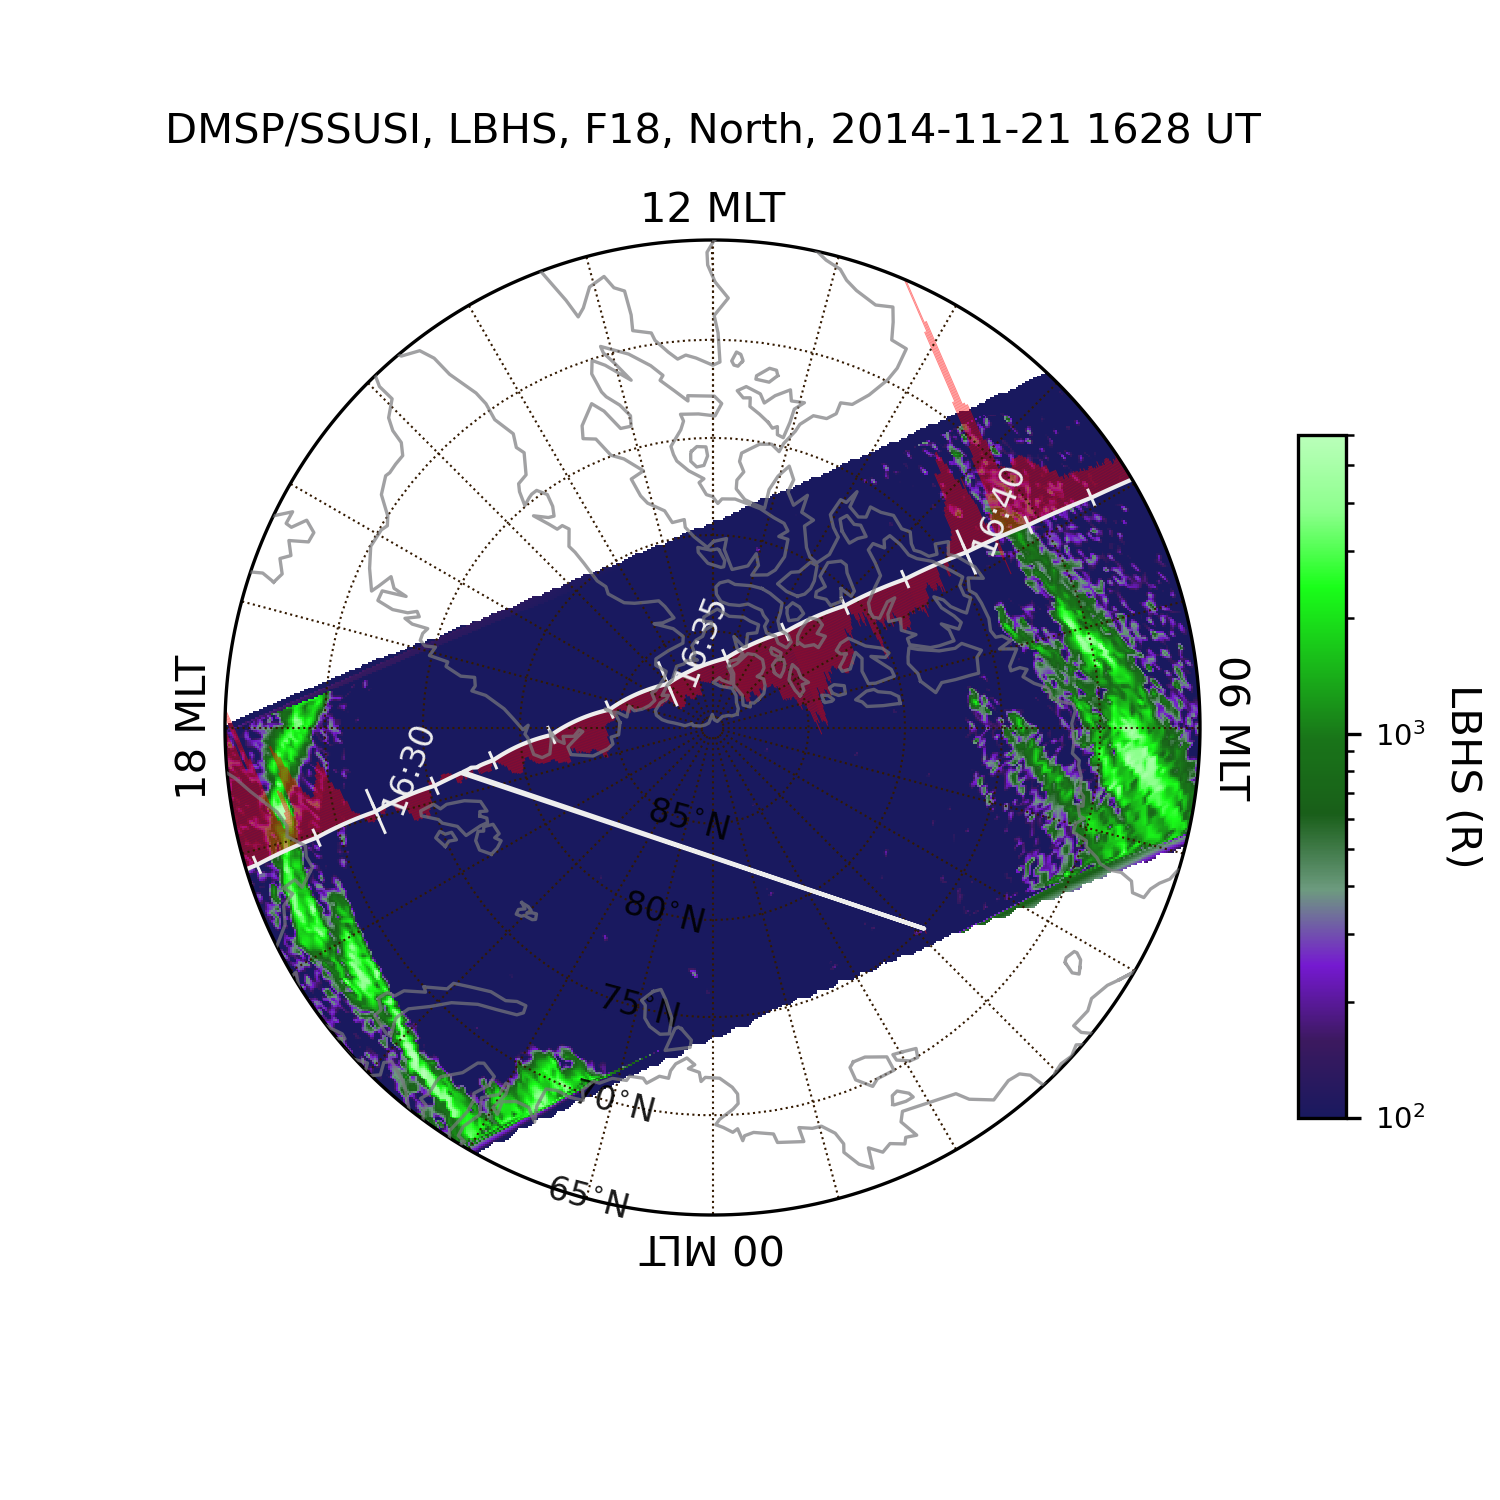 DMSP/SSUSI, LBHS, F18, North, 2014-11-21 1628 UT
12 MLT
16:40
16:35
18 MLT
06 MLT
16:30
85°N
80°N
75°N
70°N
65°N
00 MLT
10³
10²
LBHS (R)